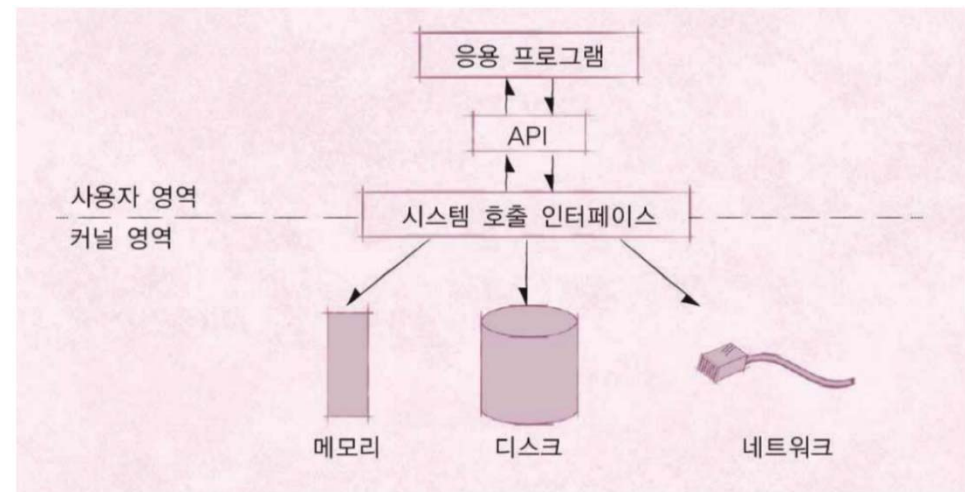 응용 프로그램
API
사용자 영역
시스템 호출 인터페이스
커널 영역
메모리
디스크
네트워크